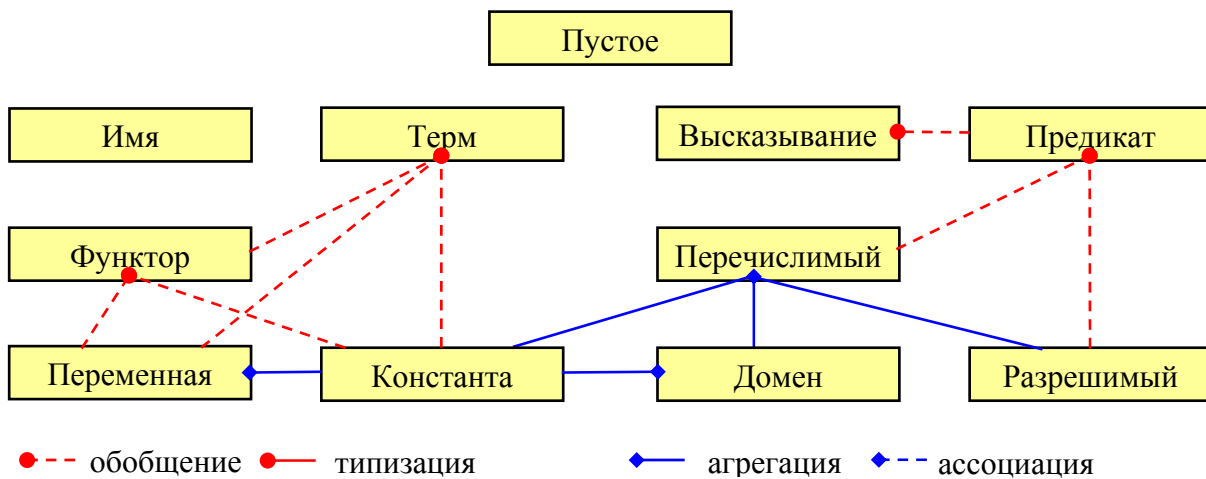 Пустое
Имя
Терм
Высказывание
Предикат
Функтор
Перечислимый
Переменная
Константа
Домен
Разрешимый
обобщение
типизация
агрегация
ассоциация